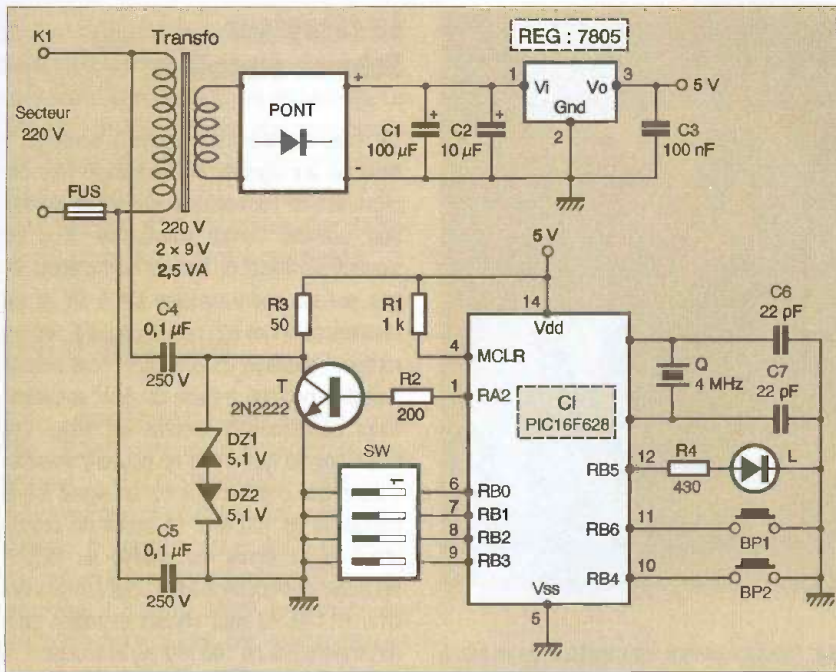 K1
Transfo
REG : 7805
Secteur
220 V
PONT
+
-
C1
100 µF
+
C2
10 µF
+
1
Vi
Vo
3
Gnd
2
5 V
C3
100 nF
FUS
220 V
2 × 9 V
2,5 VA
C4
0,1 µF
250 V
R3
50
R1
1 k
5 V
14
Vdd
4
MCLR
T
2N2222
R2
200
1
RA2
CI
PIC16F628
C6
22 pF
Q
4 MHz
C7
22 pF
DZ1
5,1 V
DZ2
5,1 V
SW
1
6
RB0
7
RB1
8
RB2
9
RB3
RB5
12
R4
430
L
RB6
11
BP1
RB4
10
BP2
C5
0,1 µF
250 V
Vss
5